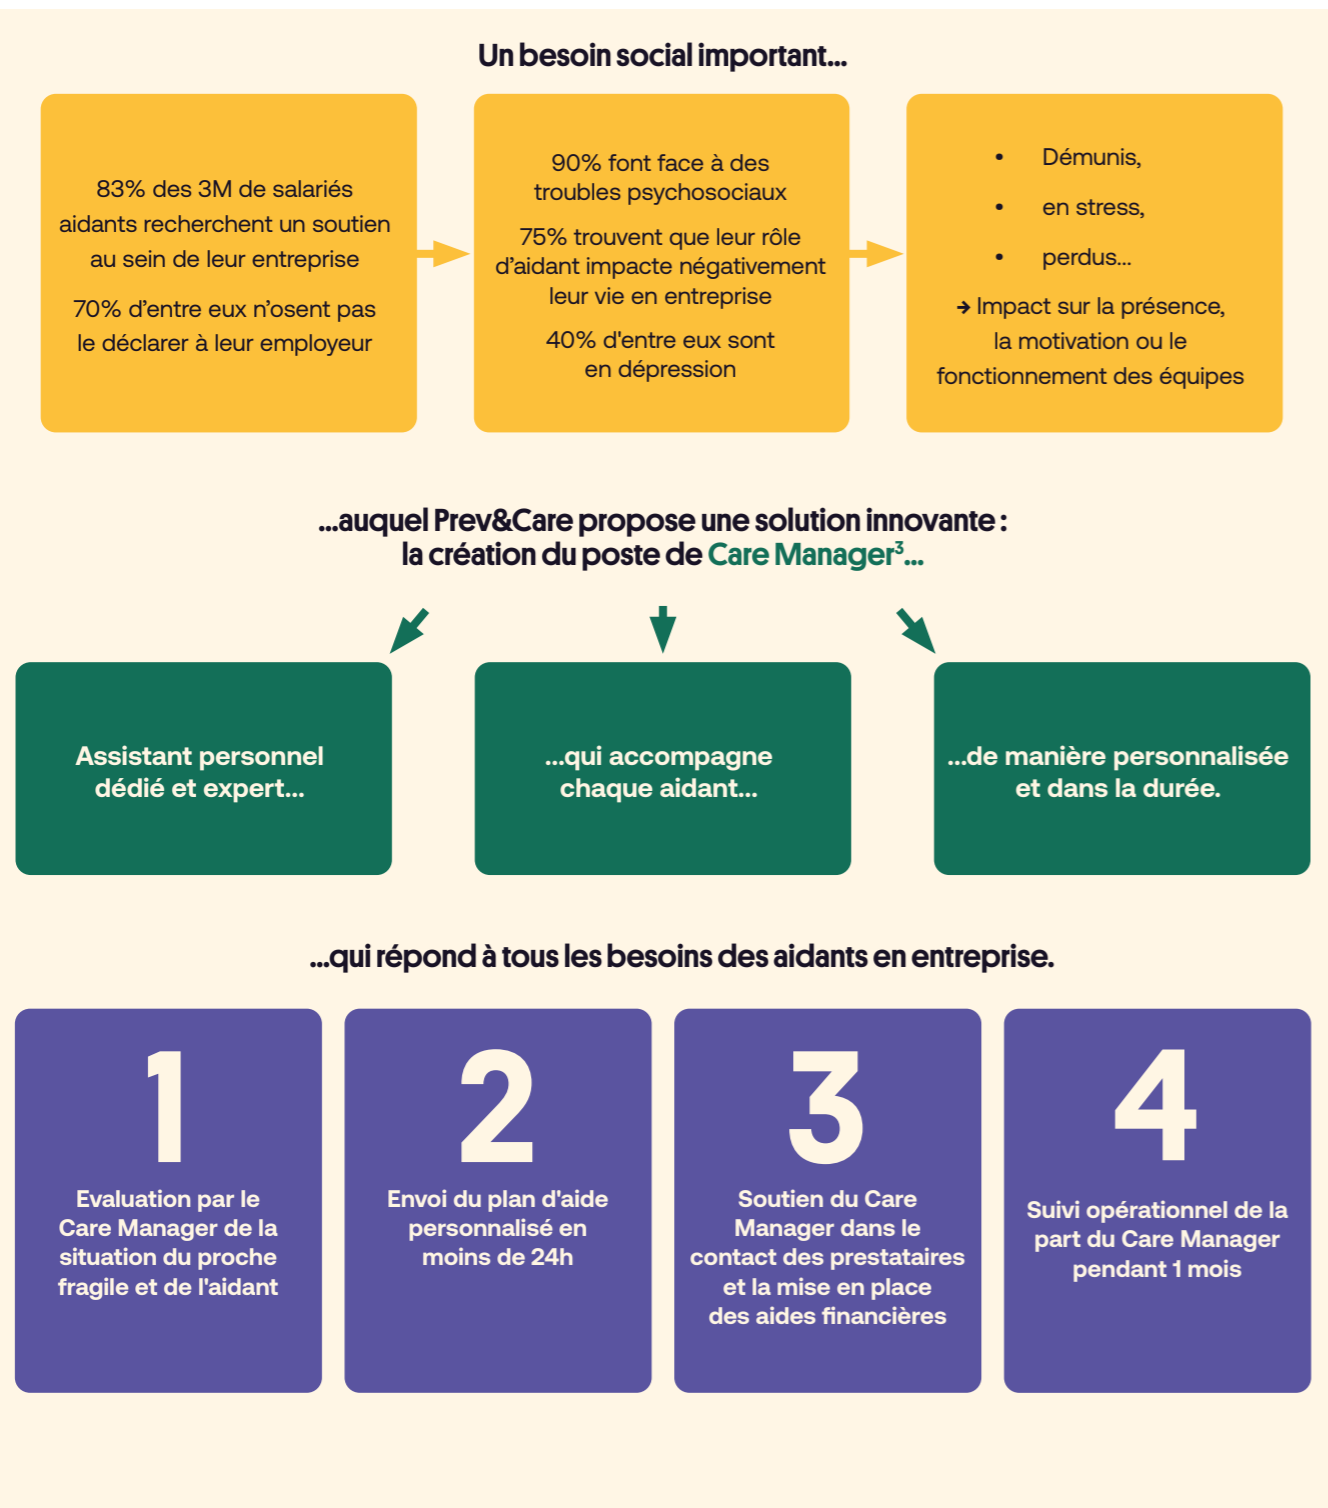 Un besoin social important...
83% des 3M de salariés
aidants recherchent un soutien
au sein de leur entreprise
70% d’entre eux n’osent pas
le déclarer à leur employeur
90% font face à des
troubles psychosociaux
75% trouvent que leur rôle
d’aidant impacte négativement
leur vie en entreprise
40% d'entre eux sont
en dépression
• Démunis,
• en stress,
• perdus...
→ Impact sur la présence,
la motivation ou le
fonctionnement des équipes
...auquel Prev&Care propose une solution innovante :
la création du poste de Care Manager³...
Assistant personnel
dédié et expert...
...qui accompagne
chaque aidant...
...de manière personnalisée
et dans la durée.
...qui répond à tous les besoins des aidants en entreprise.
1
Evaluation par le
Care Manager de la
situation du proche
fragile et de l'aidant
2
Envoi du plan d'aide
personnalisé en
moins de 24h
3
Soutien du Care
Manager dans le
contact des prestataires
et la mise en place
des aides financières
4
Suivi opérationnel de la
part du Care Manager
pendant 1 mois